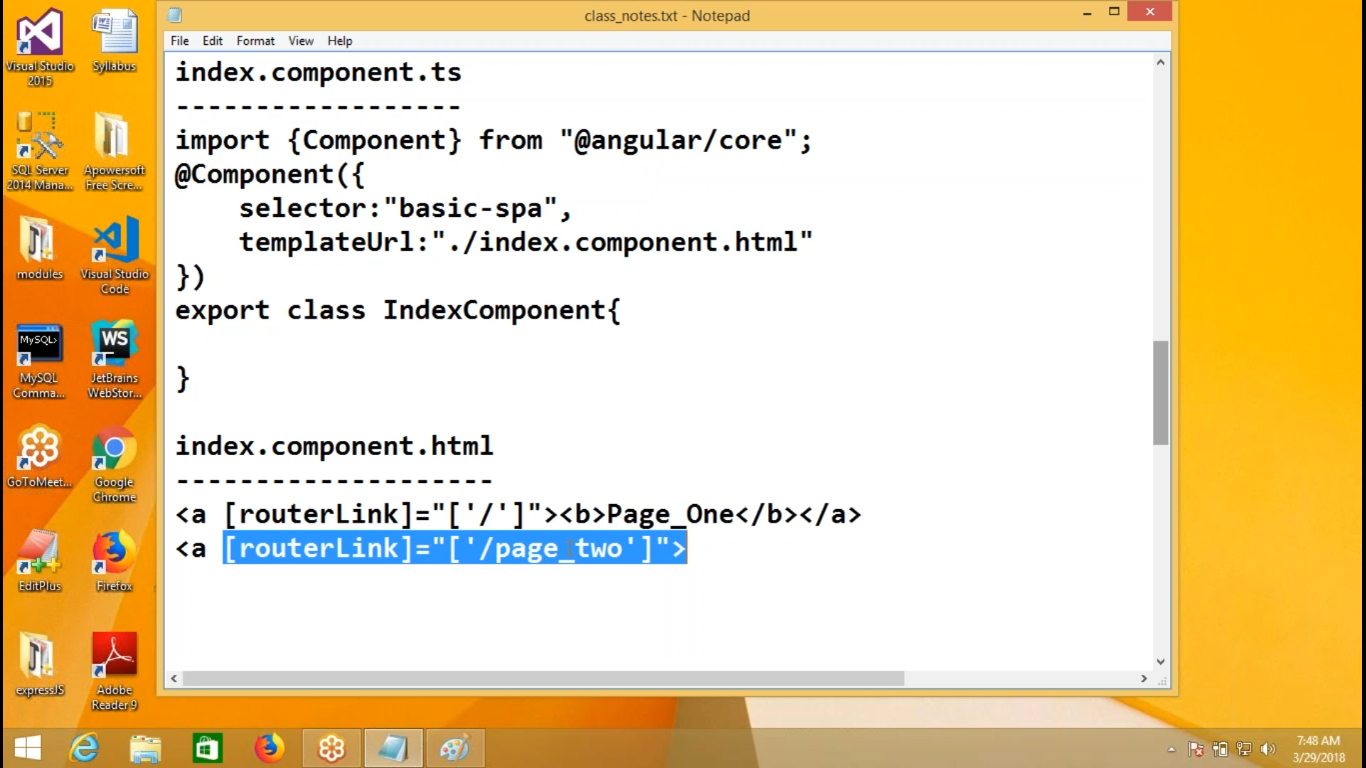 class_notes.txt - Notepad
File Edit Format View Help
index.component.ts
------------------
import {Component} from "@angular/core";
@Component({
    selector:"basic-spa",
    templateUrl:"./index.component.html"
})
export class IndexComponent{
}
index.component.html
--------------------
<a [routerLink]="['/']"><b>Page_One</b></a>
<a [routerLink]="['/page_two']">
Visual Studio
2015
Syllabus
SQL Server
2014 Mana...
Apowersoft
Free Scre...
modules
Visual Studio
Code
MySQL>
MySQL
Comma...
WS
JetBrains
WebStor...
GoToMeet...
Google
Chrome
EditPlus
Firefox
expressJS
Adobe
Reader 9
7:48 AM
3/29/2018